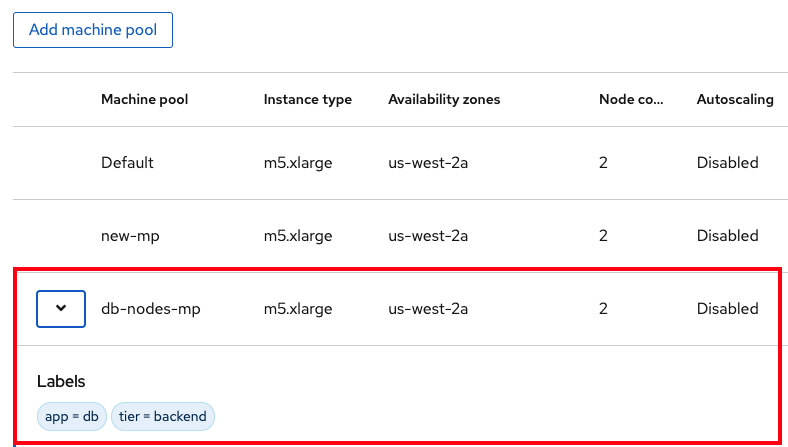 Add machine pool
Machine pool Instance type Availability zones Node co... Autoscaling
Default m5.xlarge us-west-2a 2 Disabled
new-mp m5.xlarge us-west-2a 2 Disabled
db-nodes-mp m5.xlarge us-west-2a 2 Disabled
Labels
app = db tier = backend